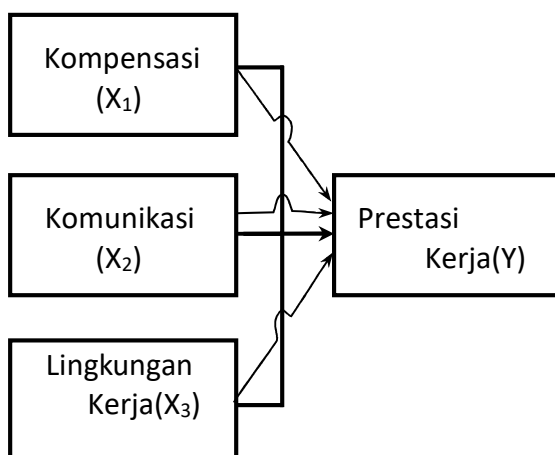 Kompensasi
(X₁)
Komunikasi
(X₂)
Prestasi
Kerja(Y)
Lingkungan
Kerja(X₃)